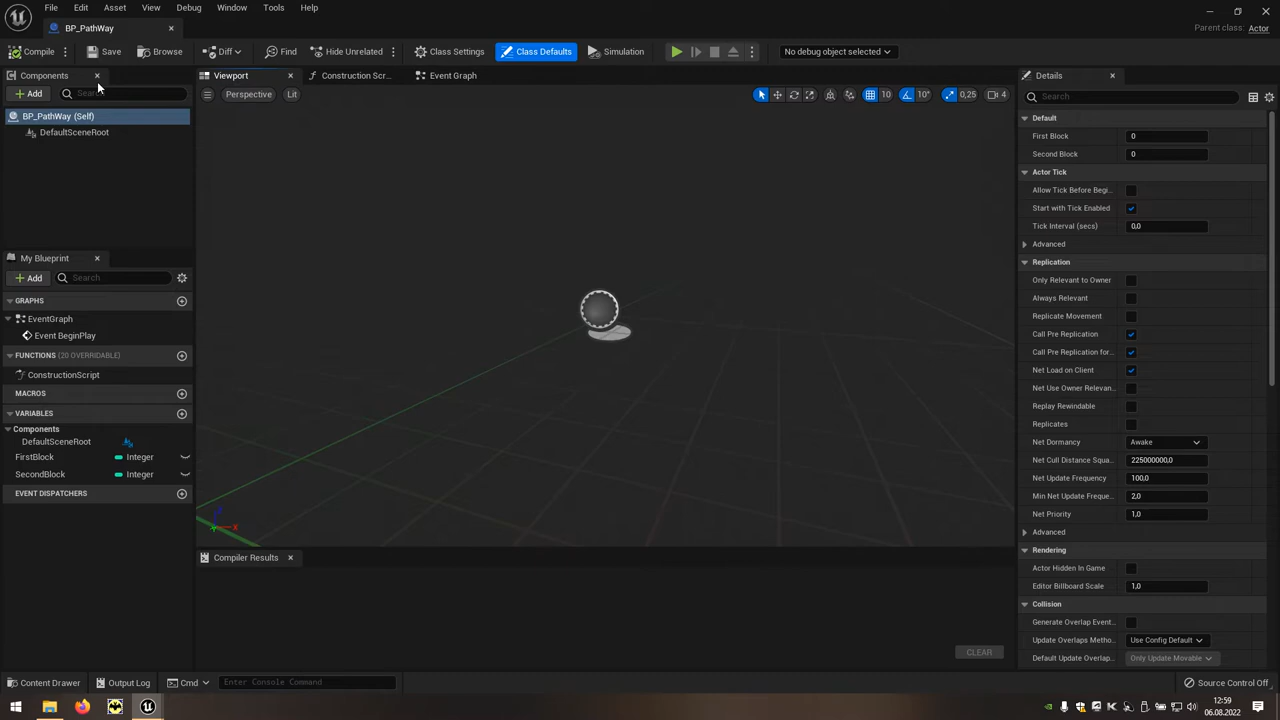 File Edit Asset View Debug Window Tools Help
BP_PathWay
Parent class: Actor
Compile Save Browse Diff Find Hide Unrelated Class Settings Class Defaults Simulation No debug object selected
Components
Add Search
BP_PathWay (Self)
DefaultSceneRoot
My Blueprint
Add Search
GRAPHS
EventGraph
Event BeginPlay
FUNCTIONS (20 OVERRIDABLE)
ConstructionScript
MACROS
VARIABLES
Components
DefaultSceneRoot
FirstBlock Integer
SecondBlock Integer
EVENT DISPATCHERS
Viewport Construction Scr... Event Graph
Perspective Lit 10 10° 0,25 4
Compiler Results
CLEAR
Details
Search
Default
First Block 0
Second Block 0
Actor Tick
Allow Tick Before Begi...
Start with Tick Enabled
Tick Interval (secs) 0,0
Advanced
Replication
Only Relevant to Owner
Always Relevant
Replicate Movement
Call Pre Replication
Call Pre Replication for...
Net Load on Client
Net Use Owner Relevan...
Replay Rewindable
Replicates
Net Dormancy Awake
Net Cull Distance Squa... 225000000,0
Net Update Frequency 100,0
Min Net Update Freque... 2,0
Net Priority 1,0
Advanced
Rendering
Actor Hidden In Game
Editor Billboard Scale 1,0
Collision
Generate Overlap Event...
Update Overlaps Metho... Use Config Default
Default Update Overlap... Only Update Movable
Content Drawer Output Log Cmd Enter Console Command Source Control Off
12:59
06.08.2022